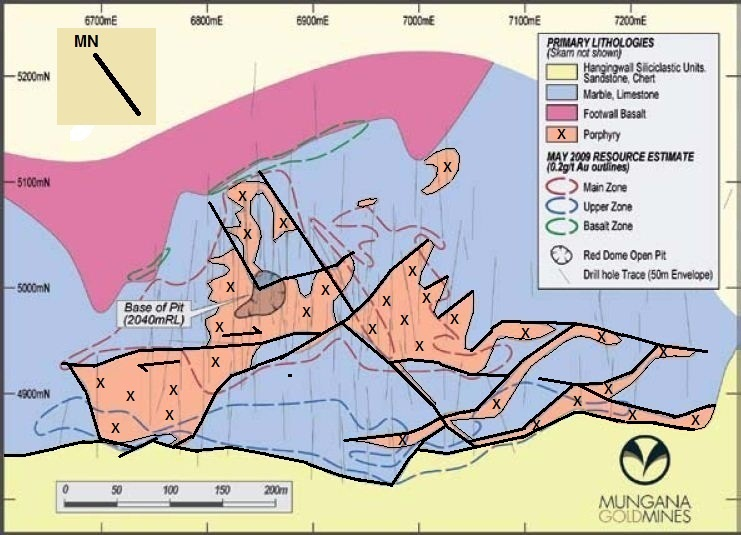 6700mE 6800mE 6900mE 7000mE 7100mE 7200mE
MN
PRIMARY LITHOLOGIES
(Skarn not shown)
Hangingwall Siliciclastic Units.
Sandstone, Chert
Marble, Limestone
Footwall Basalt
X Porphyry
MAY 2009 RESOURCE ESTIMATE
(0.2g/t Au outlines)
Main Zone
Upper Zone
Basalt Zone
Red Dome Open Pit
Drill hole Trace (50m Envelope)
5200mN
5100mN
5000mN
4900mN
Base of Pit
(2040mRL)
X X X X X X X X X X X X X X X X X X X X X X X X X X X X X X X
0 50 100 150 200m
MUNGANA
GOLDMINES